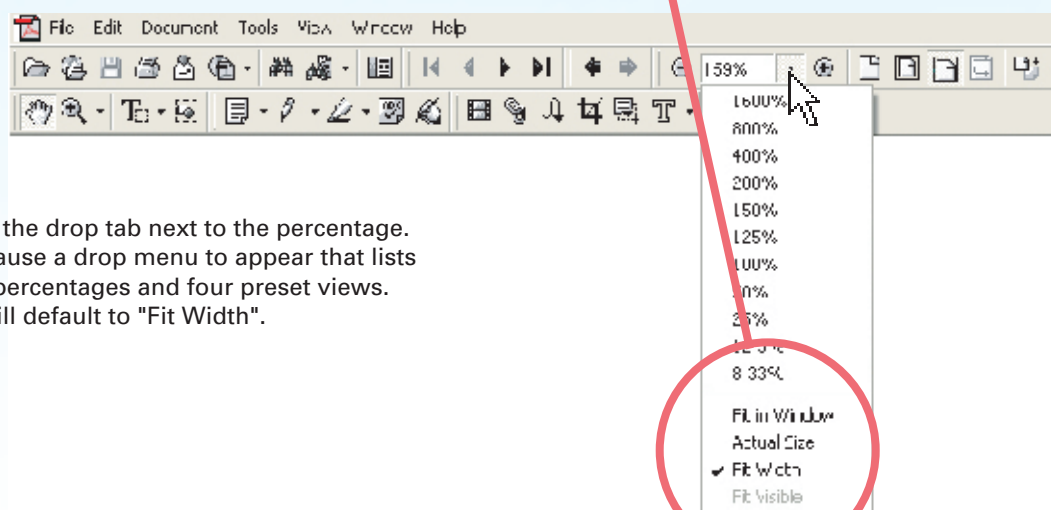 File Edit Document Tools View Window Help
159%
1600%
800%
400%
200%
150%
125%
100%
25%
8.33%
Fit in Window
Actual Size
Fit Width
Fit Visible
the drop tab next to the percentage.
ause a drop menu to appear that lists
percentages and four preset views.
ill default to "Fit Width".